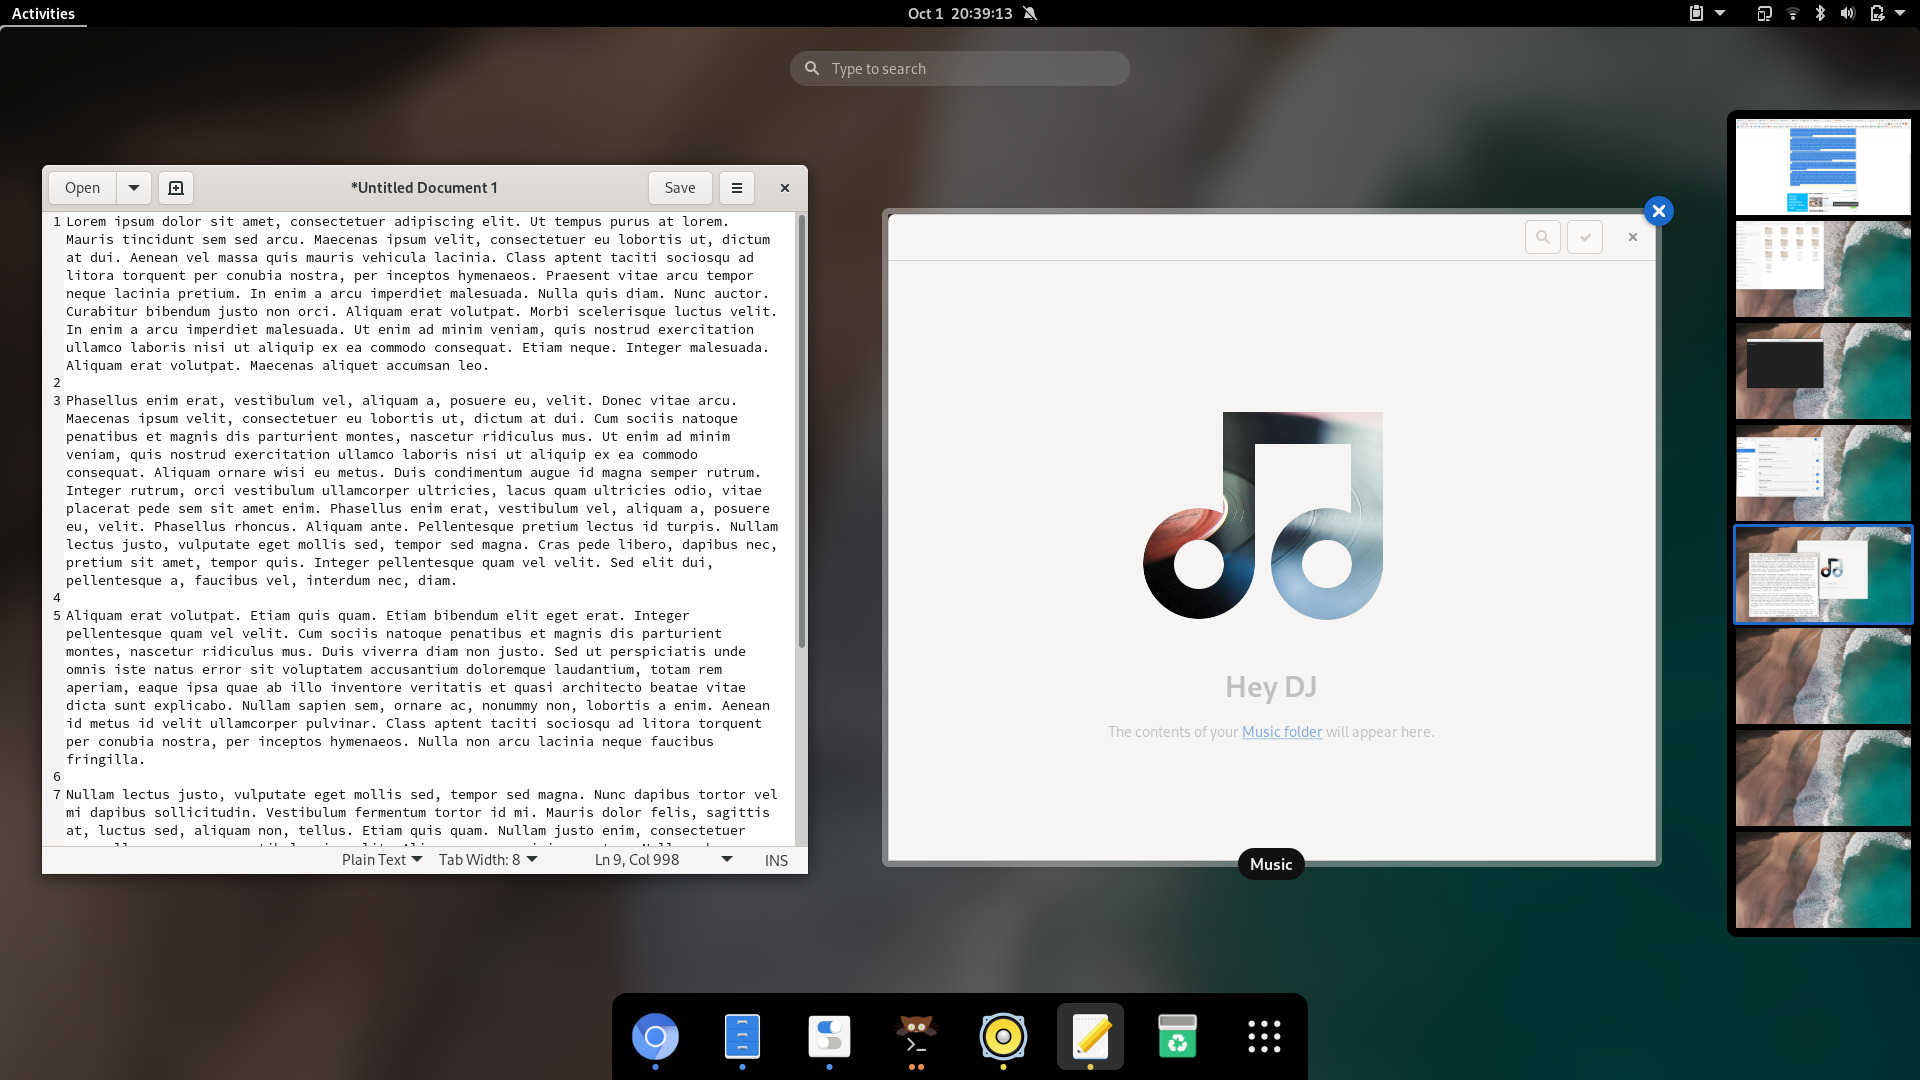 Activities
Oct 1 20:39:13
Type to search
Open
*Untitled Document 1
Save
1 Lorem ipsum dolor sit amet, consectetuer adipiscing elit. Ut tempus purus at lorem.
Mauris tincidunt sem sed arcu. Maecenas ipsum velit, consectetuer eu lobortis ut, dictum
at dui. Aenean vel massa quis mauris vehicula lacinia. Class aptent taciti sociosqu ad
litora torquent per conubia nostra, per inceptos hymenaeos. Praesent vitae arcu tempor
neque lacinia pretium. In enim a arcu imperdiet malesuada. Nulla quis diam. Nunc auctor.
Curabitur bibendum justo non orci. Aliquam erat volutpat. Morbi scelerisque luctus velit.
In enim a arcu imperdiet malesuada. Ut enim ad minim veniam, quis nostrud exercitation
ullamco laboris nisi ut aliquip ex ea commodo consequat. Etiam neque. Integer malesuada.
Aliquam erat volutpat. Maecenas aliquet accumsan leo.
2
3 Phasellus enim erat, vestibulum vel, aliquam a, posuere eu, velit. Donec vitae arcu.
Maecenas ipsum velit, consectetuer eu lobortis ut, dictum at dui. Cum sociis natoque
penatibus et magnis dis parturient montes, nascetur ridiculus mus. Ut enim ad minim
veniam, quis nostrud exercitation ullamco laboris nisi ut aliquip ex ea commodo
consequat. Aliquam ornare wisi eu metus. Duis condimentum augue id magna semper rutrum.
Integer rutrum, orci vestibulum ullamcorper ultricies, lacus quam ultricies odio, vitae
placerat pede sem sit amet enim. Phasellus enim erat, vestibulum vel, aliquam a, posuere
eu, velit. Phasellus rhoncus. Aliquam ante. Pellentesque pretium lectus id turpis. Nullam
lectus justo, vulputate eget mollis sed, tempor sed magna. Cras pede libero, dapibus nec,
pretium sit amet, tempor quis. Integer pellentesque quam vel velit. Sed elit dui,
pellentesque a, faucibus vel, interdum nec, diam.
4
5 Aliquam erat volutpat. Etiam quis quam. Etiam bibendum elit eget erat. Integer
pellentesque quam vel velit. Cum sociis natoque penatibus et magnis dis parturient
montes, nascetur ridiculus mus. Duis viverra diam non justo. Sed ut perspiciatis unde
omnis iste natus error sit voluptatem accusantium doloremque laudantium, totam rem
aperiam, eaque ipsa quae ab illo inventore veritatis et quasi architecto beatae vitae
dicta sunt explicabo. Nullam sapien sem, ornare ac, nonummy non, lobortis a enim. Aenean
id metus id velit ullamcorper pulvinar. Class aptent taciti sociosqu ad litora torquent
per conubia nostra, per inceptos hymenaeos. Nulla non arcu lacinia neque faucibus
fringilla.
6
7 Nullam lectus justo, vulputate eget mollis sed, tempor sed magna. Nunc dapibus tortor vel
mi dapibus sollicitudin. Vestibulum fermentum tortor id mi. Mauris dolor felis, sagittis
at, luctus sed, aliquam non, tellus. Etiam quis quam. Nullam justo enim, consectetuer
Plain Text
Tab Width: 8
Ln 9, Col 998
INS
Hey DJ
The contents of your Music folder will appear here.
Music